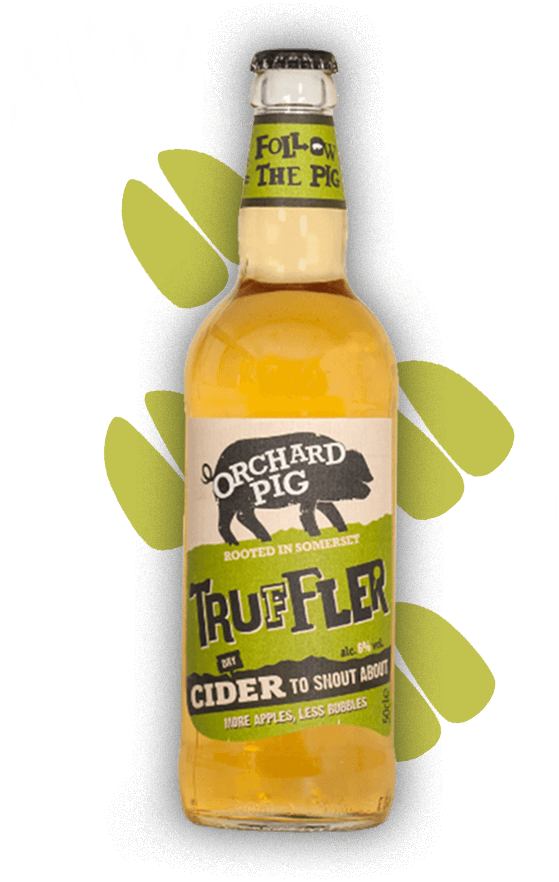 FOLLOW
THE PIG
ORCHARD
PIG
ROOTED IN SOMERSET
TRUFFLER
alc. 6% vol.
DRY
CIDER TO SNOUT ABOUT
MORE APPLES, LESS BUBBLES
50cl e